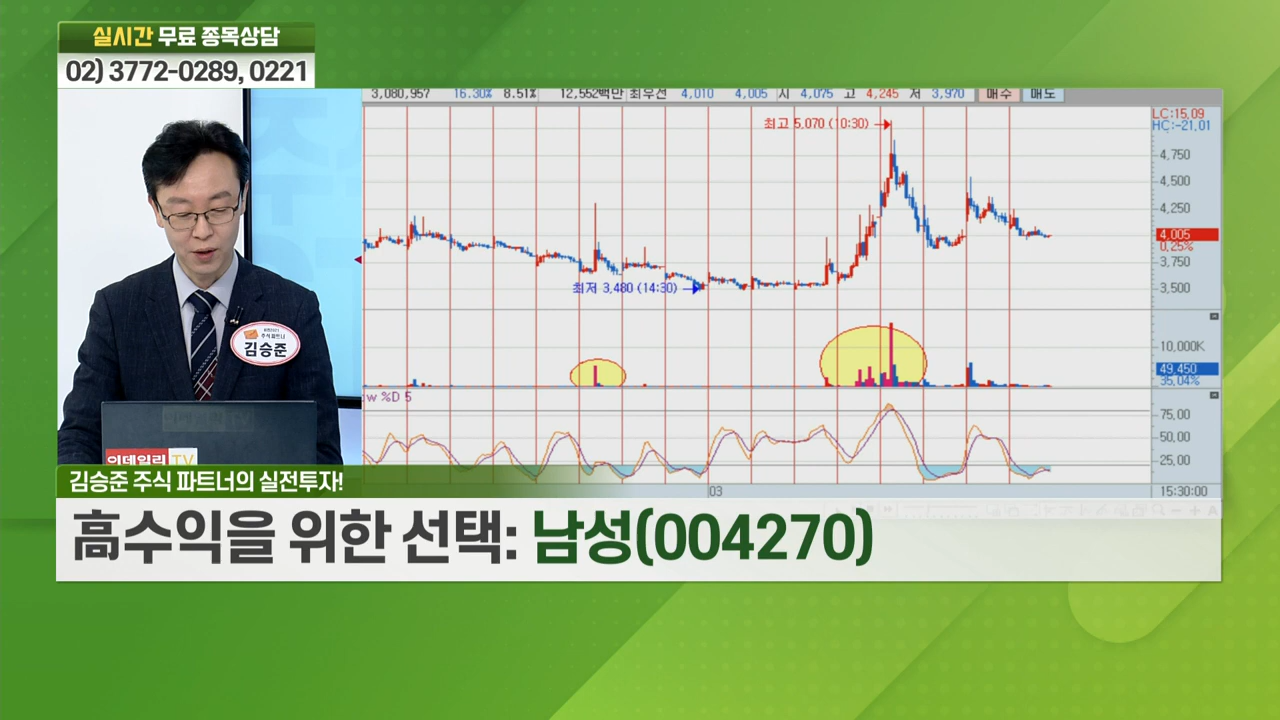 실시간 무료 종목상담
02) 3772-0289, 0221
3,080,957 16.30% 8.51% 12,552백만 최우선 4,010 4,005 시 4,075 고 4,245 저 3,970 매수 매도
LC:15.09
HC:-21.01
최고 5,070 (10:30)
4,750
4,500
4,250
4,005
0.25%
3,750
최저 3,480 (14:30)
3,500
10,000K
49,450
35.04%
w %D 5
75.00
50.00
25.00
03
15:30:00
주식 파트너
김승준
이데일리 TV
김승준 주식 파트너의 실전투자!
高수익을 위한 선택: 남성(004270)